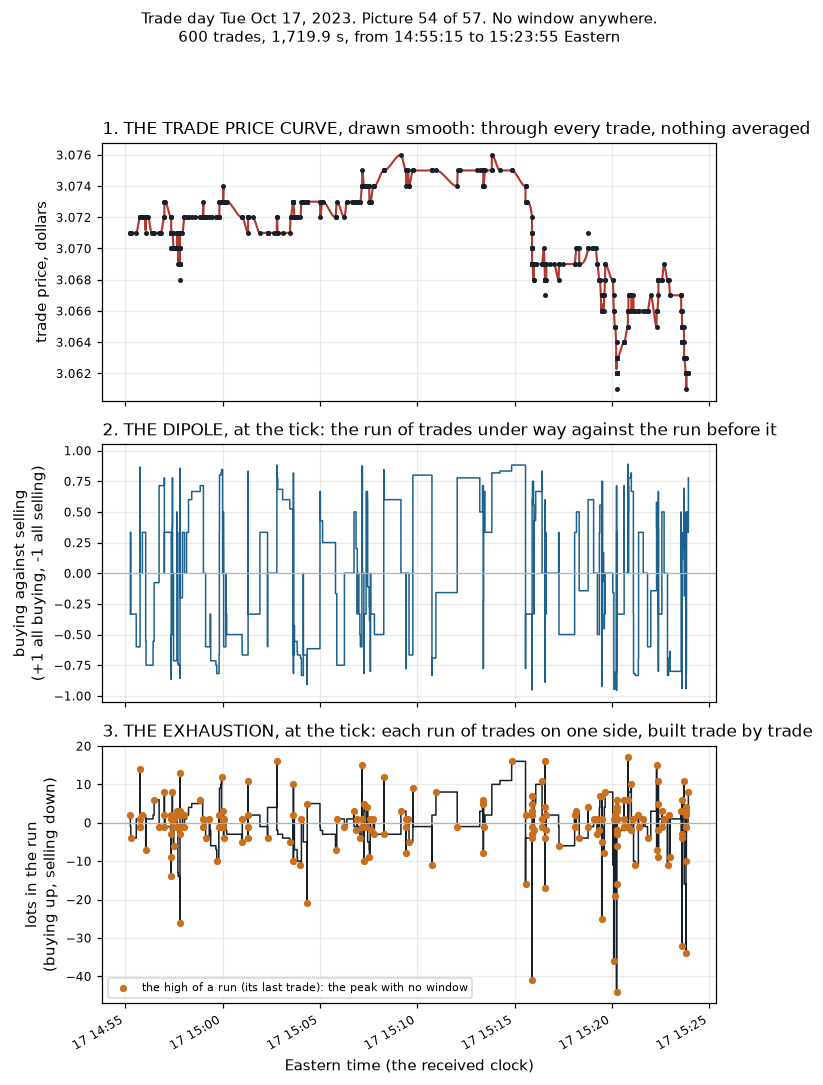 Trade day Tue Oct 17, 2023. Picture 54 of 57. No window anywhere.
600 trades, 1,719.9 s, from 14:55:15 to 15:23:55 Eastern
1. THE TRADE PRICE CURVE, drawn smooth: through every trade, nothing averaged
3.076
3.074
3.072
3.070
3.068
3.066
3.064
3.062
trade price, dollars
2. THE DIPOLE, at the tick: the run of trades under way against the run before it
1.00
0.75
0.50
0.25
0.00
−0.25
−0.50
−0.75
−1.00
buying against selling
(+1 all buying, -1 all selling)
3. THE EXHAUSTION, at the tick: each run of trades on one side, built trade by trade
20
10
0
−10
−20
−30
−40
lots in the run
(buying up, selling down)
the high of a run (its last trade): the peak with no window
17 14:55
17 15:00
17 15:05
17 15:10
17 15:15
17 15:20
17 15:25
Eastern time (the received clock)